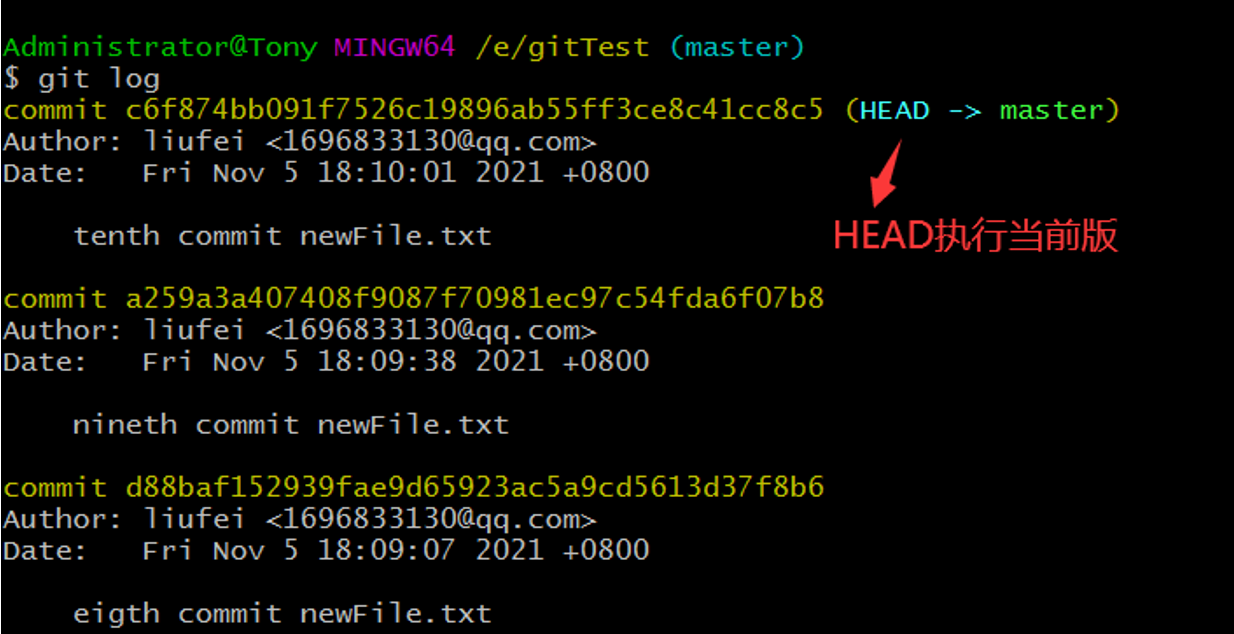 Administrator@Tony MINGW64 /e/gitTest (master)
$ git log
commit c6f874bb091f7526c19896ab55ff3ce8c41cc8c5 (HEAD -> master)
Author: liufei <1696833130@qq.com>
Date:   Fri Nov 5 18:10:01 2021 +0800
HEAD执行当前版
    tenth commit newFile.txt
commit a259a3a407408f9087f70981ec97c54fda6f07b8
Author: liufei <1696833130@qq.com>
Date:   Fri Nov 5 18:09:38 2021 +0800
    nineth commit newFile.txt
commit d88baf152939fae9d65923ac5a9cd5613d37f8b6
Author: liufei <1696833130@qq.com>
Date:   Fri Nov 5 18:09:07 2021 +0800
    eigth commit newFile.txt